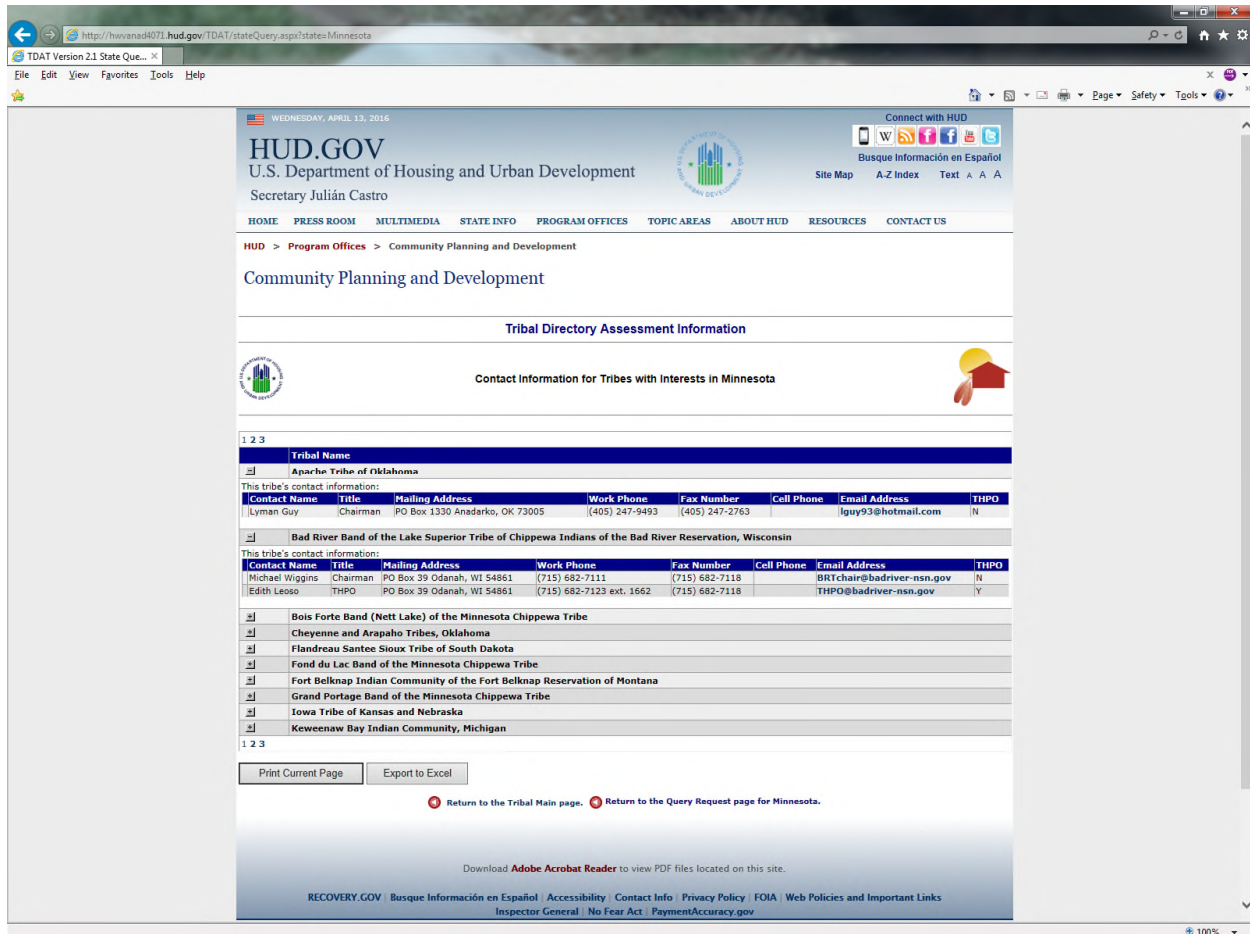 http://hwvanad4071.hud.gov/TDAT/stateQuery.aspx?state=Minnesota
TDAT Version 2.1 State Que...
File Edit View Favorites Tools Help
Page Safety Tools
WEDNESDAY, APRIL 13, 2016
Connect with HUD
HUD.GOV
U.S. Department of Housing and Urban Development
Secretary Julián Castro
Busque Información en Español
Site Map A-Z Index Text A A A
HOME PRESS ROOM MULTIMEDIA STATE INFO PROGRAM OFFICES TOPIC AREAS ABOUT HUD RESOURCES CONTACT US
HUD > Program Offices > Community Planning and Development
Community Planning and Development
Tribal Directory Assessment Information
Contact Information for Tribes with Interests in Minnesota
1 2 3
Tribal Name
Apache Tribe of Oklahoma
This tribe's contact information:
Contact Name Title Mailing Address Work Phone Fax Number Cell Phone Email Address THPO
Lyman Guy Chairman PO Box 1330 Anadarko, OK 73005 (405) 247-9493 (405) 247-2763 lguy93@hotmail.com N
Bad River Band of the Lake Superior Tribe of Chippewa Indians of the Bad River Reservation, Wisconsin
This tribe's contact information:
Contact Name Title Mailing Address Work Phone Fax Number Cell Phone Email Address THPO
Michael Wiggins Chairman PO Box 39 Odanah, WI 54861 (715) 682-7111 (715) 682-7118 BRTchair@badriver-nsn.gov N
Edith Leoso THPO PO Box 39 Odanah, WI 54861 (715) 682-7123 ext. 1662 (715) 682-7118 THPO@badriver-nsn.gov Y
Bois Forte Band (Nett Lake) of the Minnesota Chippewa Tribe
Cheyenne and Arapaho Tribes, Oklahoma
Flandreau Santee Sioux Tribe of South Dakota
Fond du Lac Band of the Minnesota Chippewa Tribe
Fort Belknap Indian Community of the Fort Belknap Reservation of Montana
Grand Portage Band of the Minnesota Chippewa Tribe
Iowa Tribe of Kansas and Nebraska
Keweenaw Bay Indian Community, Michigan
1 2 3
Print Current Page Export to Excel
Return to the Tribal Main page. Return to the Query Request page for Minnesota.
Download Adobe Acrobat Reader to view PDF files located on this site.
RECOVERY.GOV | Busque Información en Español | Accessibility | Contact Info | Privacy Policy | FOIA | Web Policies and Important Links
Inspector General | No Fear Act | PaymentAccuracy.gov
100%